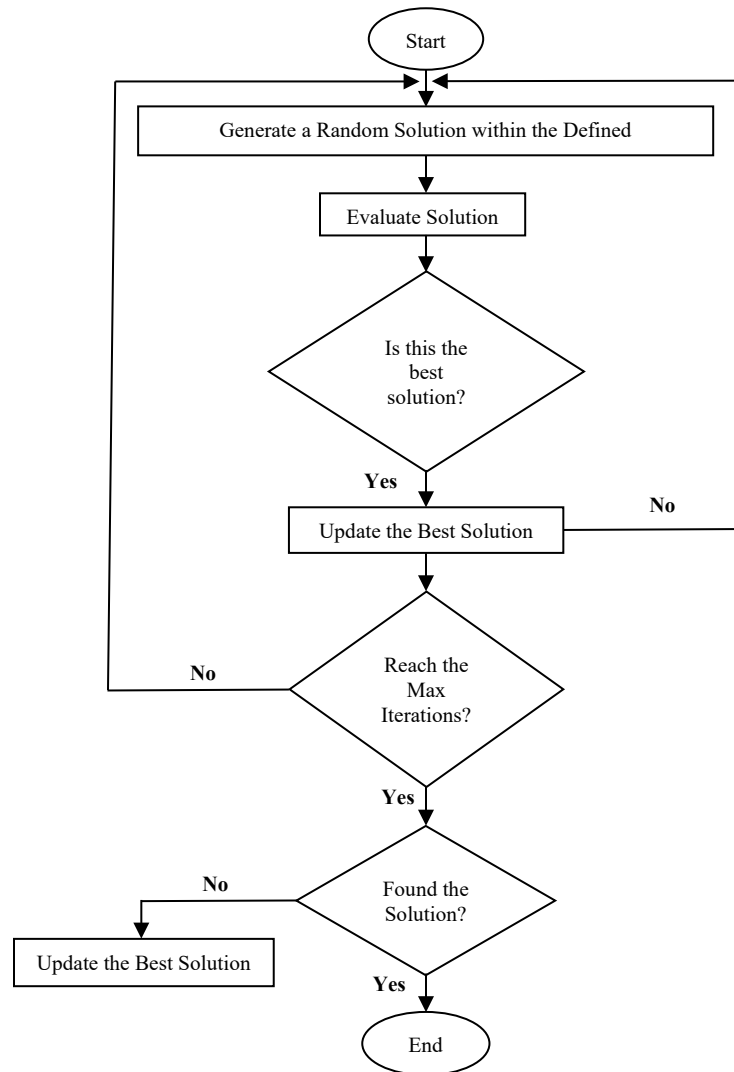 Start
Generate a Random Solution within the Defined
Evaluate Solution
Is this the
best
solution?
Yes
No
Update the Best Solution
No
Reach the
Max
Iterations?
Yes
No
Found the
Solution?
Update the Best Solution
Yes
End